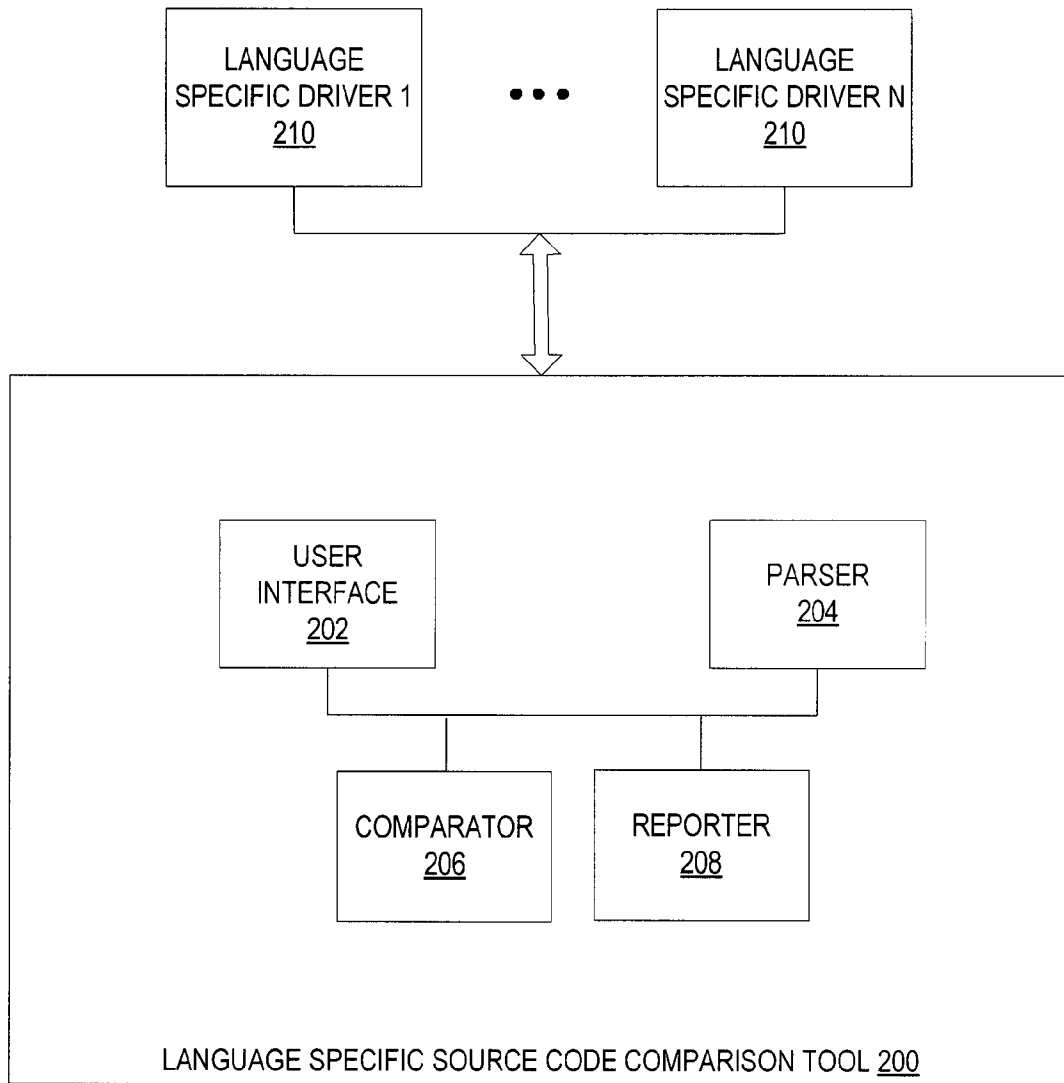 LANGUAGE
SPECIFIC DRIVER 1
210
LANGUAGE
SPECIFIC DRIVER N
210
USER
INTERFACE
202
PARSER
204
COMPARATOR
206
REPORTER
208
LANGUAGE SPECIFIC SOURCE CODE COMPARISON TOOL 200